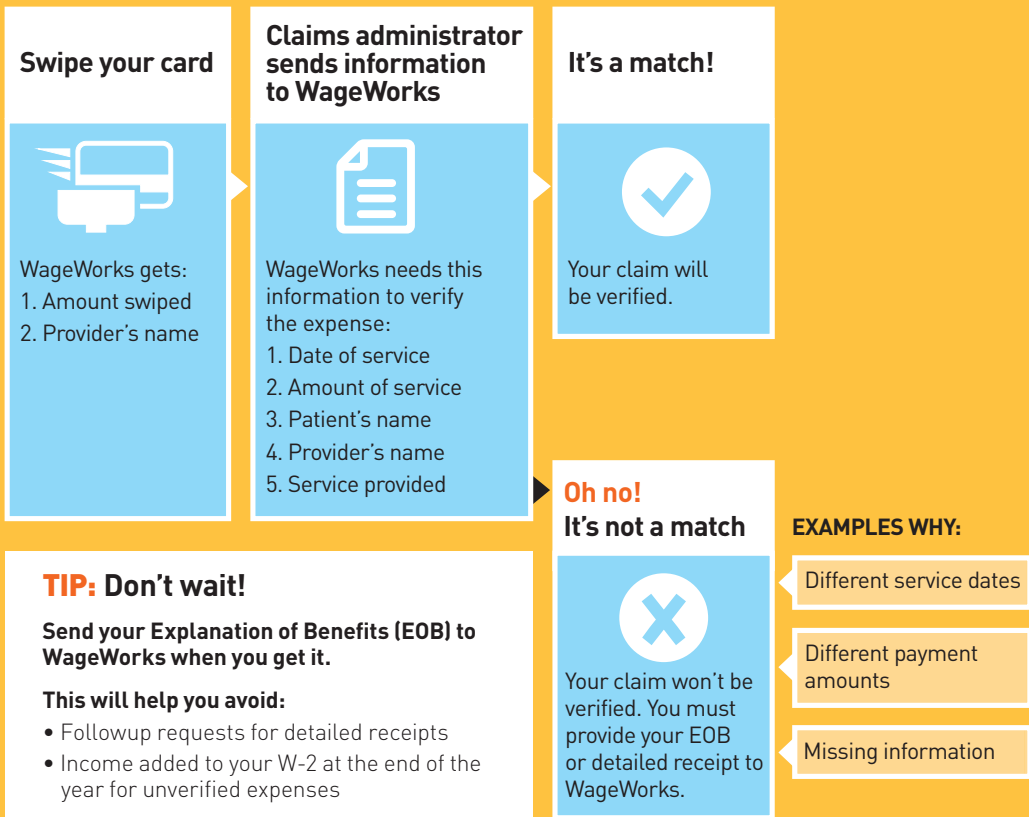 Swipe your card
WageWorks gets:
1. Amount swiped
2. Provider's name
Claims administrator
sends information
to WageWorks
WageWorks needs this
information to verify
the expense:
1. Date of service
2. Amount of service
3. Patient's name
4. Provider's name
5. Service provided
It's a match!
Your claim will
be verified.
Oh no!
It's not a match
Your claim won't be
verified. You must
provide your EOB
or detailed receipt to
WageWorks.
EXAMPLES WHY:
Different service dates
Different payment
amounts
Missing information
TIP: Don't wait!
Send your Explanation of Benefits (EOB) to
WageWorks when you get it.
This will help you avoid:
• Followup requests for detailed receipts
• Income added to your W-2 at the end of the
year for unverified expenses